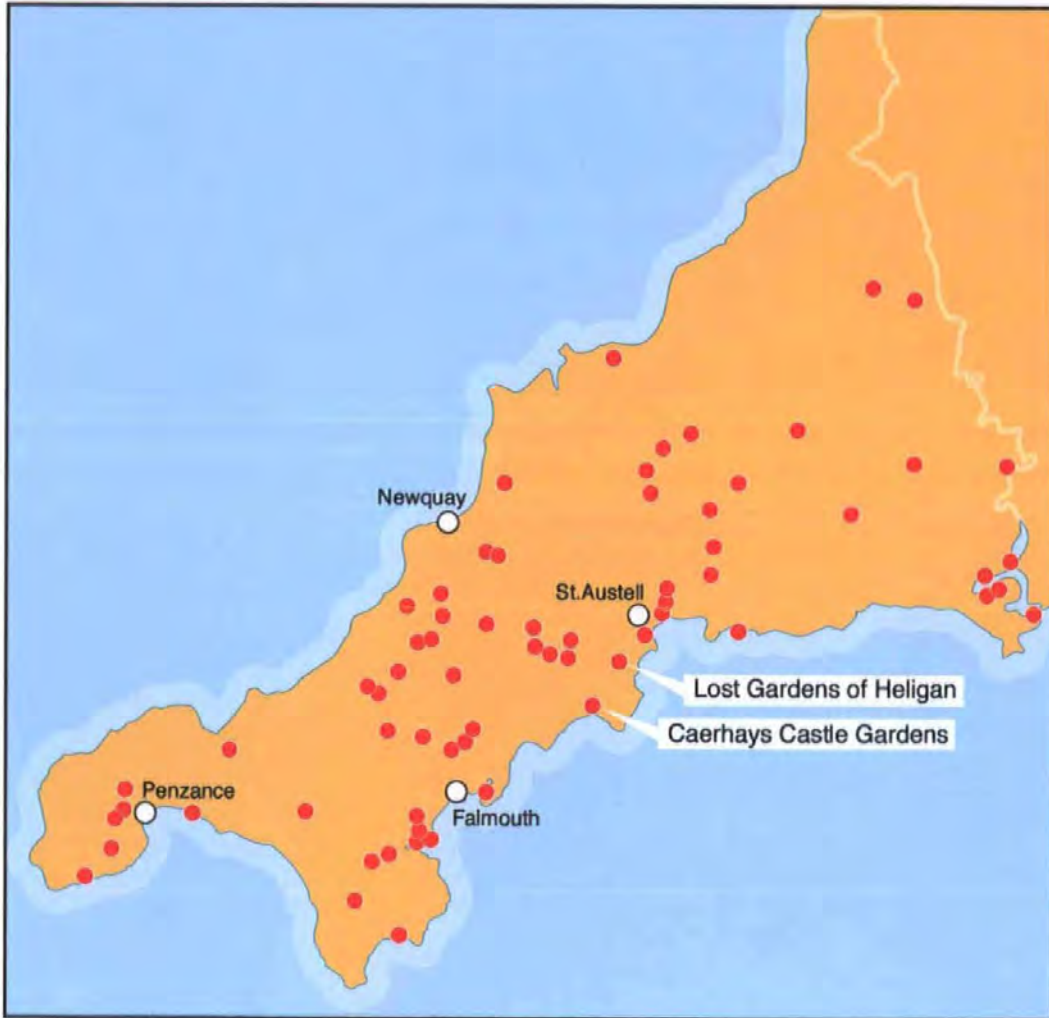 Newquay
St.Austell
Lost Gardens of Heligan
Caerhays Castle Gardens
Penzance
Falmouth